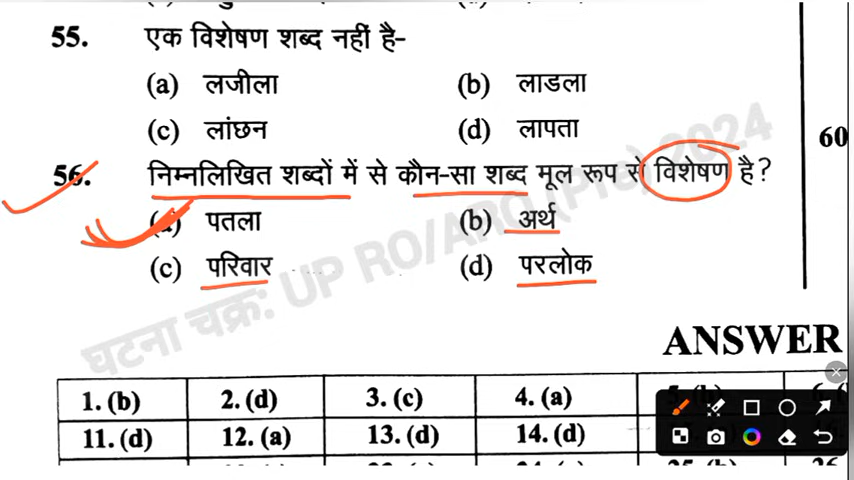 55. एक विशेषण शब्द नहीं है-
(a) लजीला (b) लाडला
(c) लांछन (d) लापता
60
56. निम्नलिखित शब्दों में से कौन-सा शब्द मूल रूप से विशेषण है?
(a) पतला (b) अर्थ
(c) परिवार (d) परलोक
घटना चक्र: UP RO/ARO (Pre) 2024
ANSWER
1. (b) 2. (d) 3. (c) 4. (a)
11. (d) 12. (a) 13. (d) 14. (d)